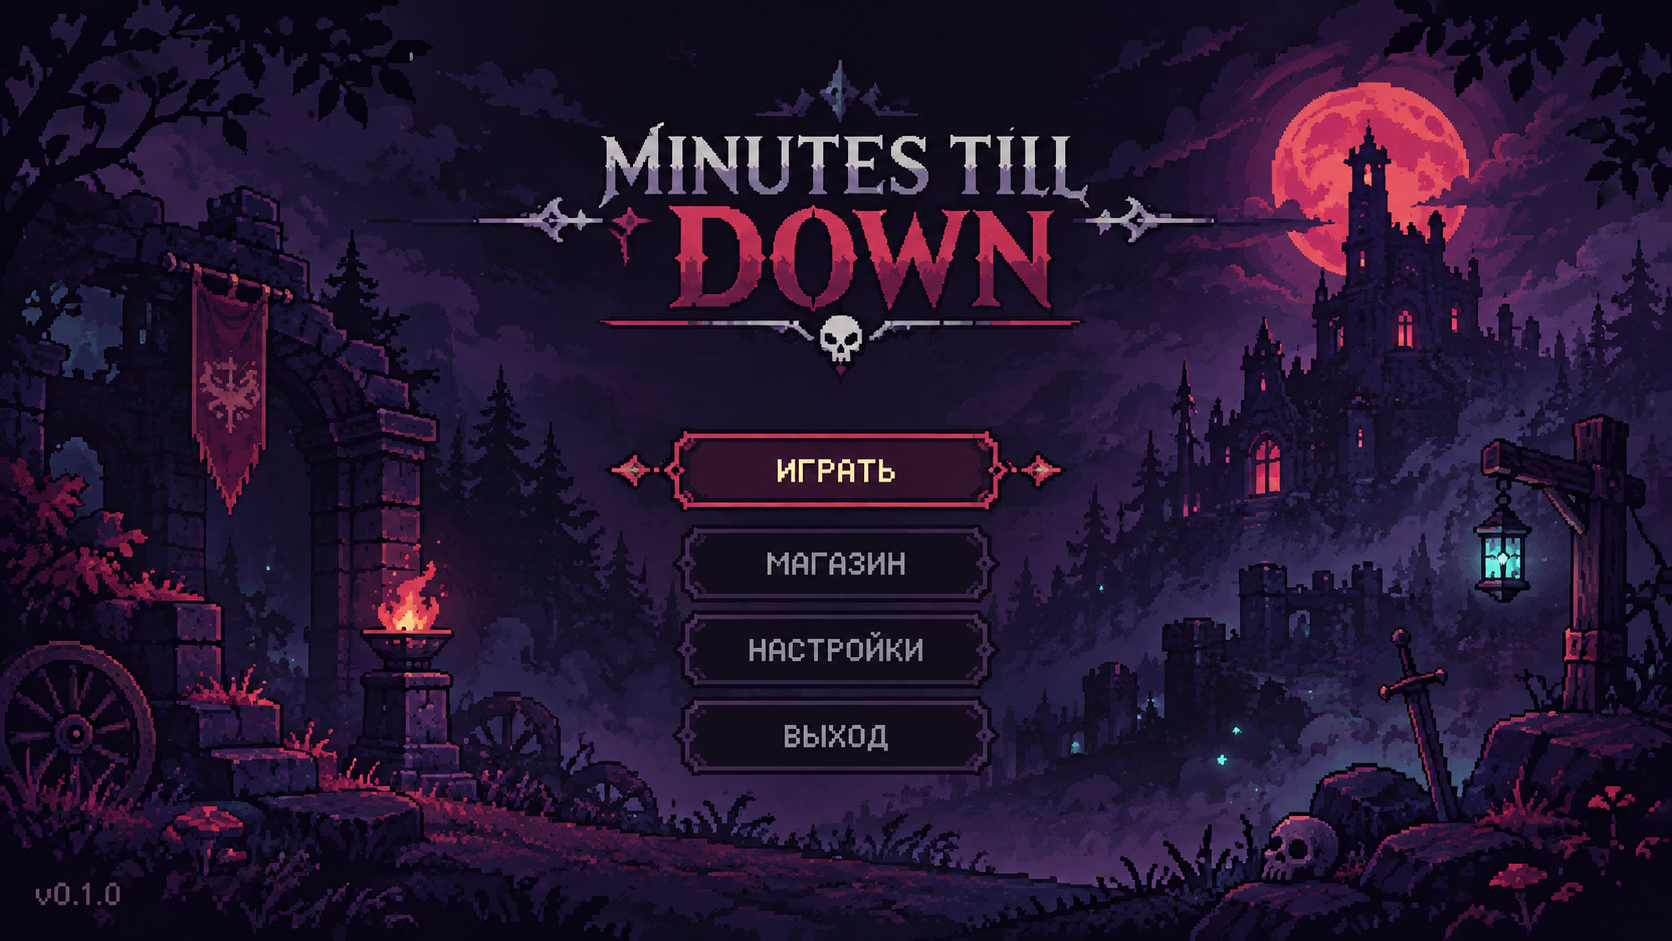 MINUTES TILL
DOWN
ИГРАТЬ
МАГАЗИН
НАСТРОЙКИ
ВЫХОД
v0.1.0